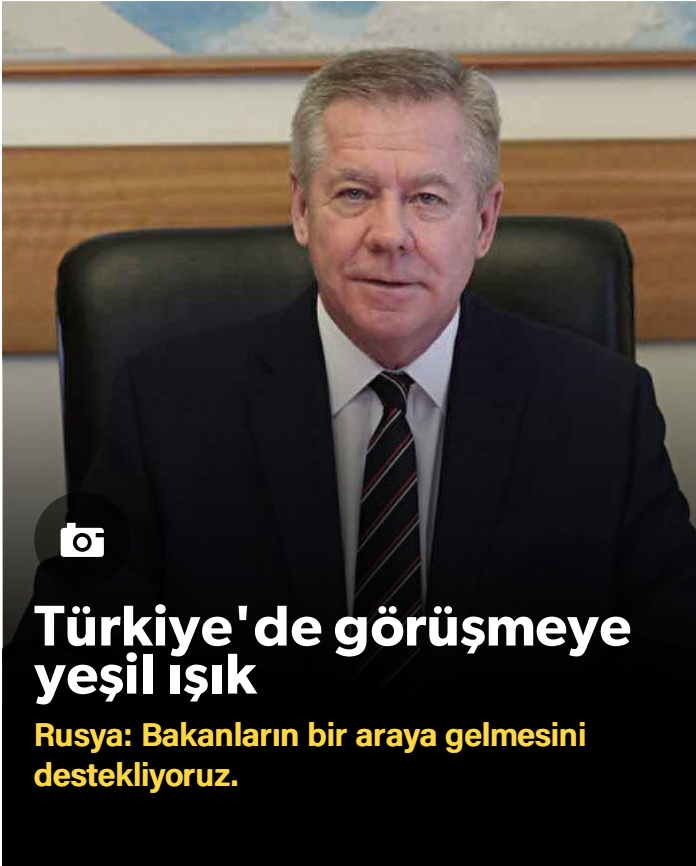 Türkiye'de görüşmeye
yeşil ışık
Rusya: Bakanların bir araya gelmesini
destekliyoruz.